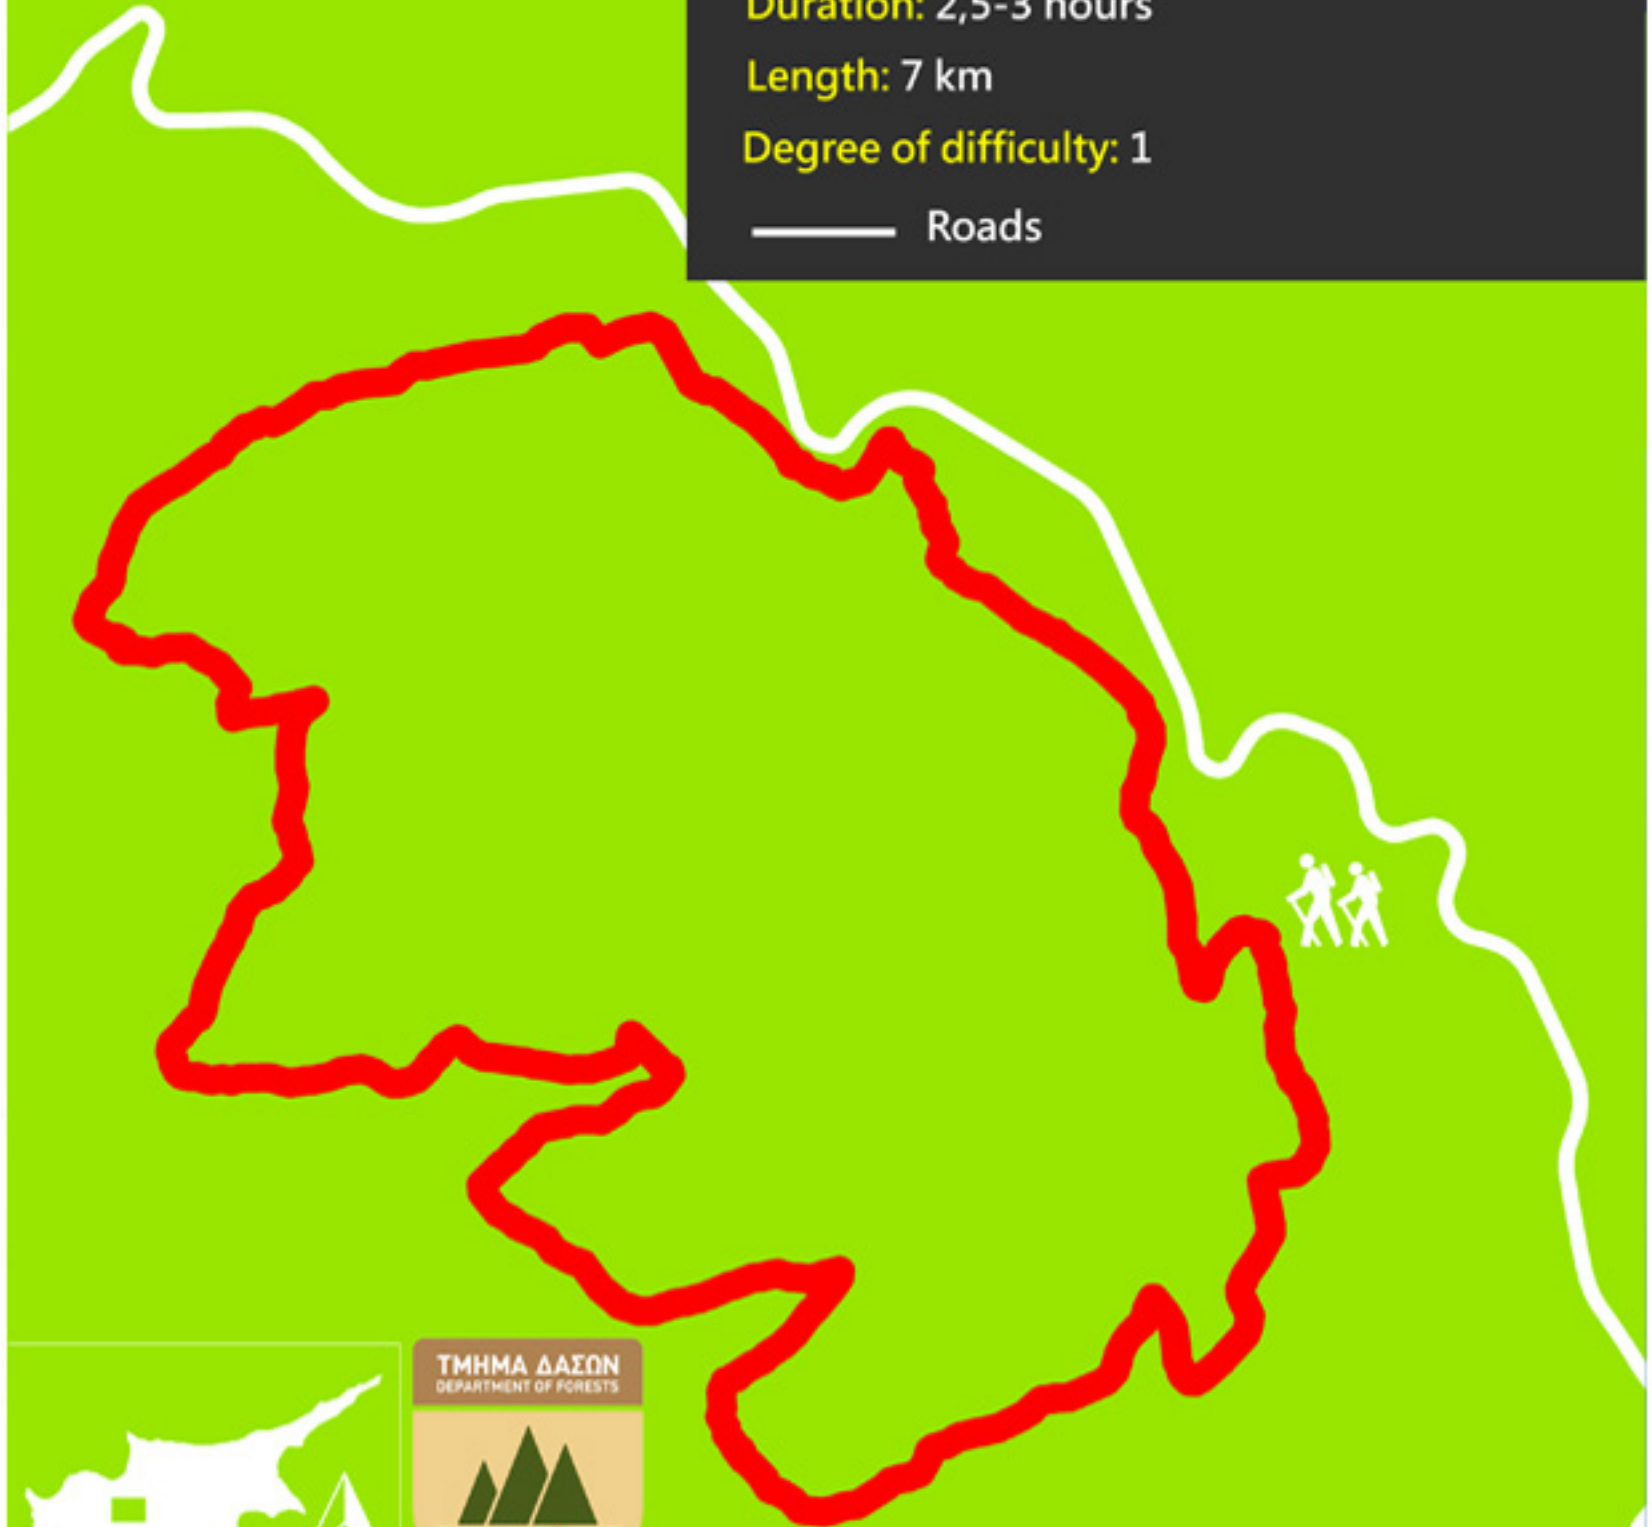 Duration: 2,5-3 hours
Length: 7 km
Degree of difficulty: 1
Roads
ΤΜΗΜΑ ΔΑΣΩΝ
DEPARTMENT OF FORESTS